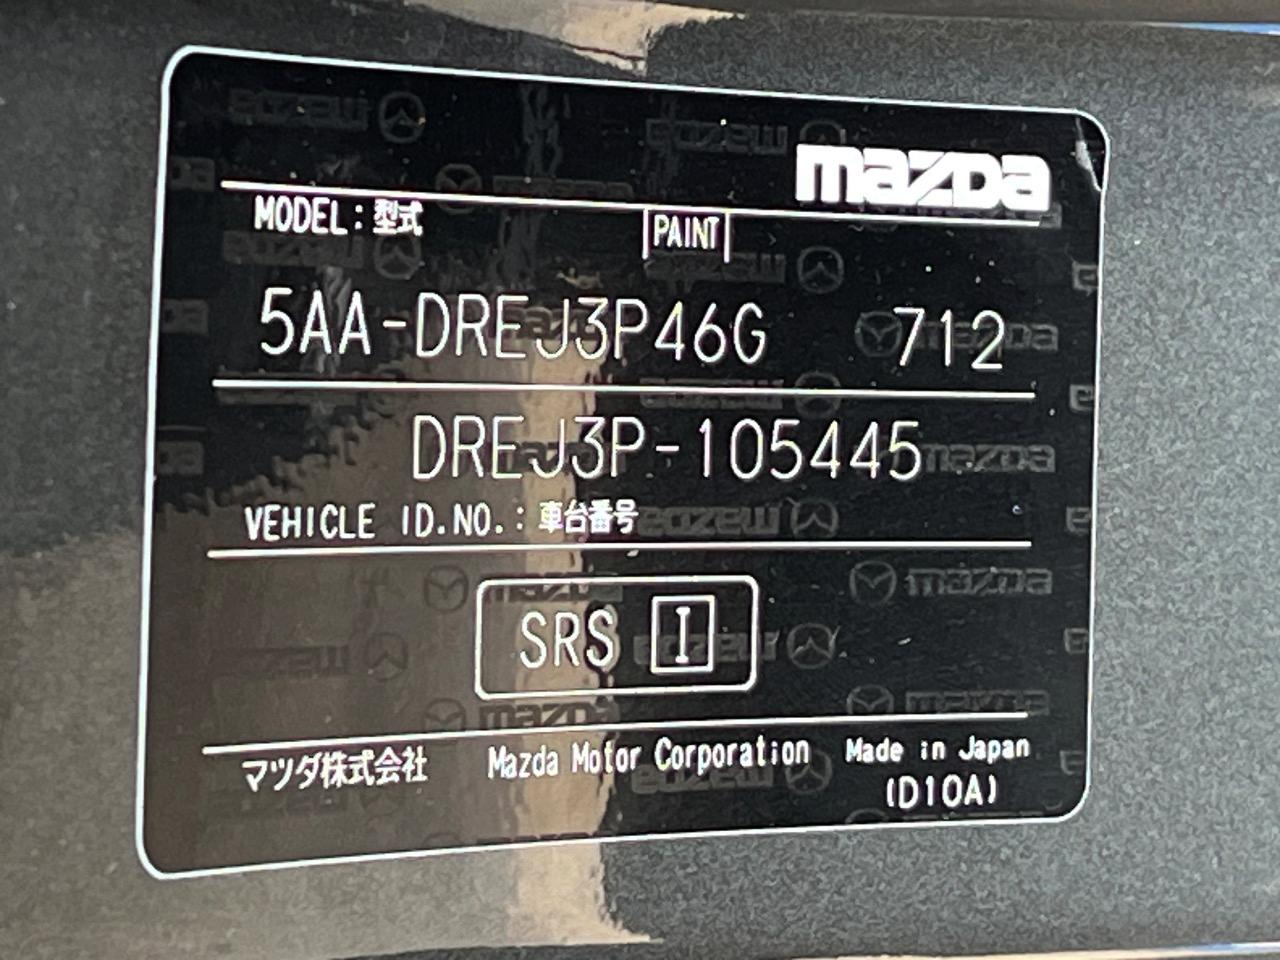 mazda
MODEL：型式 PAINT
5AA-DREJ3P46G 712
DREJ3P-105445
VEHICLE ID.NO.：車台番号
SRS I
マツダ株式会社 Mazda Motor Corporation Made in Japan
(D10A)